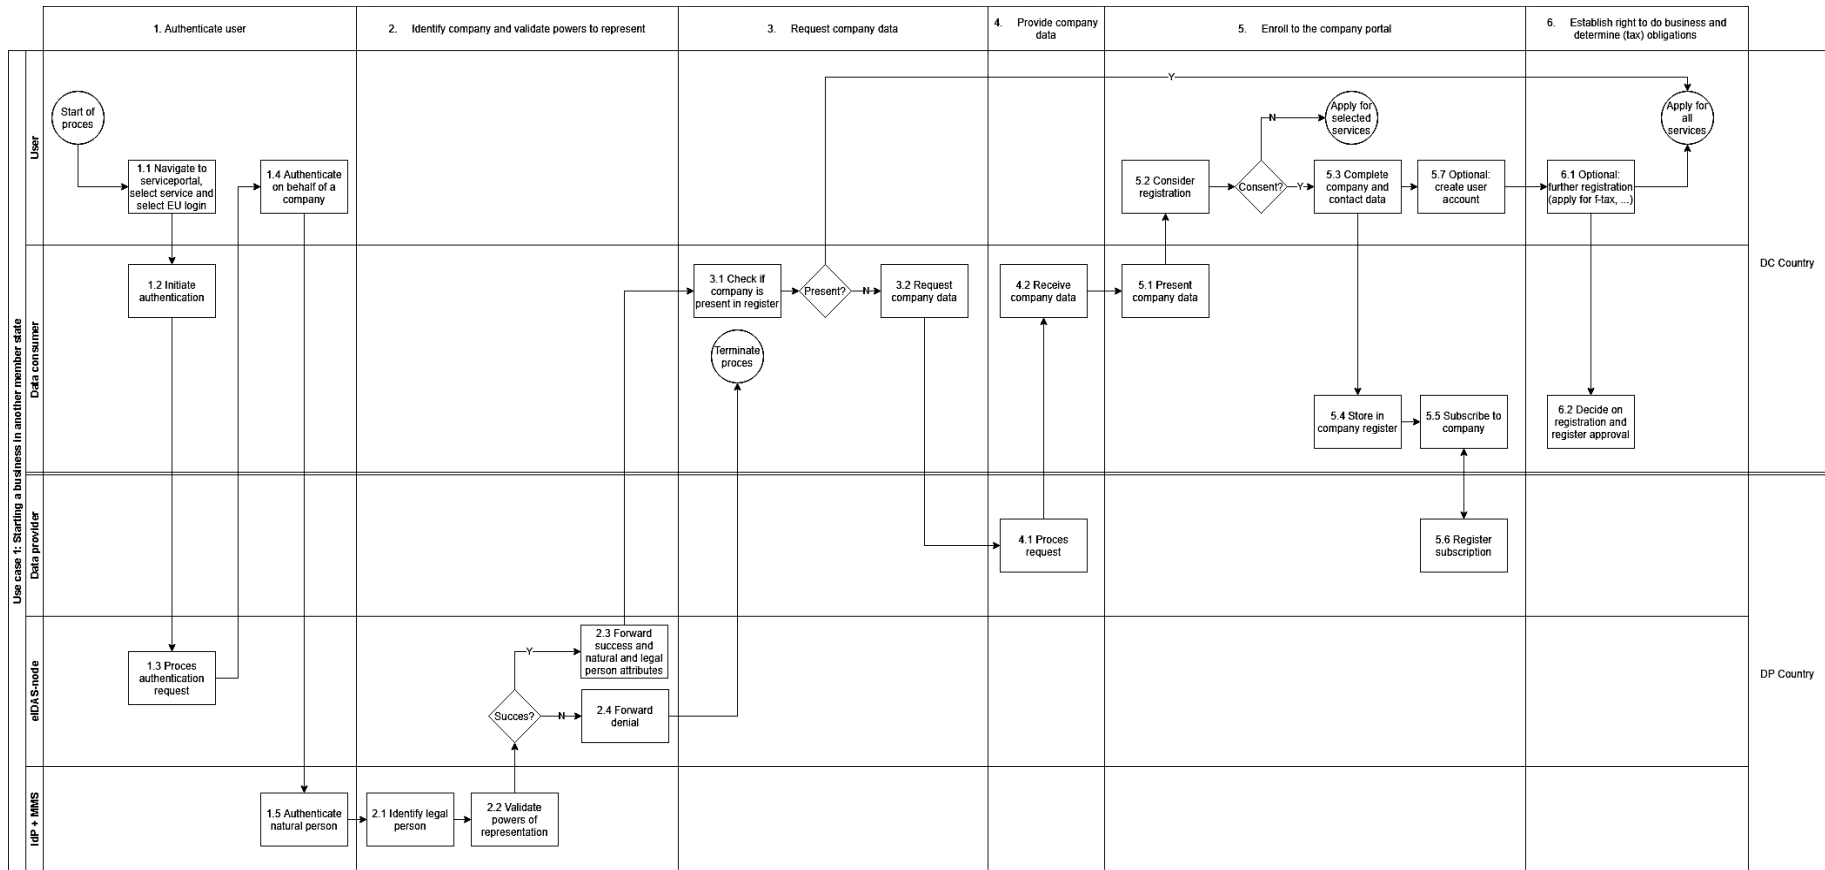 1. Authenticate user
2. Identify company and validate powers to represent
3. Request company data
4. Provide company
data
5. Enroll to the company portal
6. Establish right to do business and
determine (tax) obligations
Use case 1: Starting a business in another member state
User
Start of
proces
1.1 Navigate to
serviceportal,
select service and
select EU login
1.4 Authenticate
on behalf of a
company
Y
N
Apply for
selected
services
Apply for
all
services
5.2 Consider
registration
Consent?
Y
5.3 Complete
company and
contact data
5.7 Optional:
create user
account
6.1 Optional:
further registration
(apply for f-tax, ...)
Data consumer
1.2 Initiate
authentication
3.1 Check if
company is
present in register
Present?
N
3.2 Request
company data
4.2 Receive
company data
5.1 Present
company data
DC Country
Terminate
proces
5.4 Store in
company register
5.5 Subscribe to
company
6.2 Decide on
registration and
register approval
Data provider
4.1 Proces
request
5.6 Register
subscription
eIDAS-node
1.3 Proces
authentication
request
Y
2.3 Forward
success and
natural and legal
person attributes
Succes?
N
2.4 Forward
denial
DP Country
IdP + MMS
1.5 Authenticate
natural person
2.1 Identify legal
person
2.2 Validate
powers of
representation